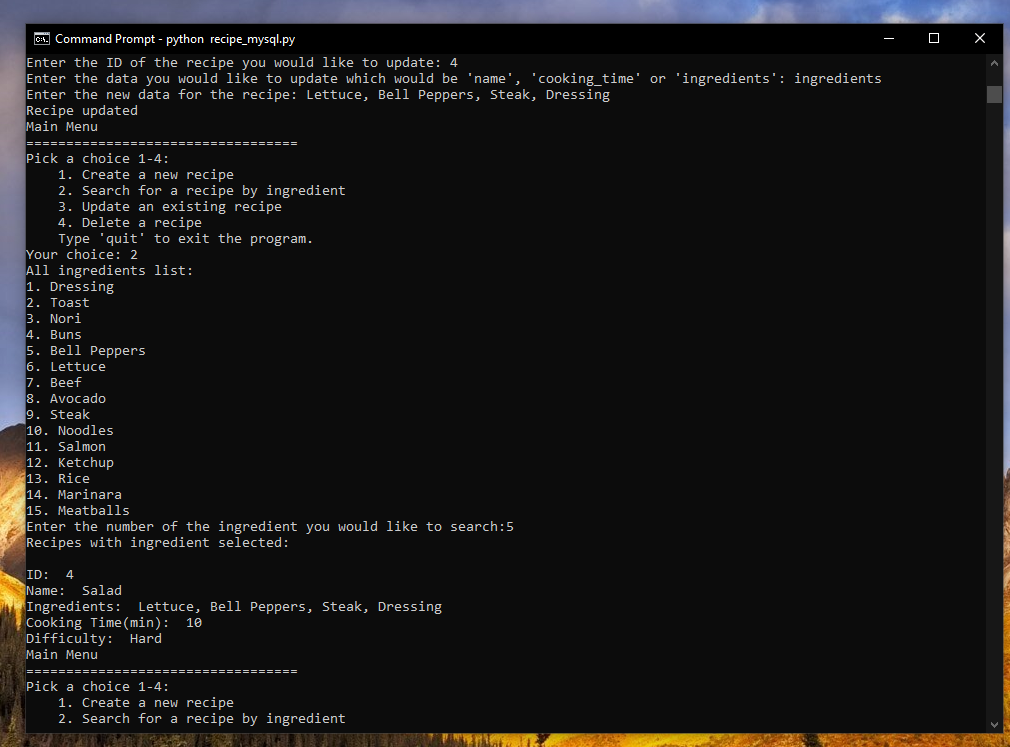 Command Prompt - python  recipe_mysql.py
Enter the ID of the recipe you would like to update: 4
Enter the data you would like to update which would be 'name', 'cooking_time' or 'ingredients': ingredients
Enter the new data for the recipe: Lettuce, Bell Peppers, Steak, Dressing
Recipe updated
Main Menu
==================================
Pick a choice 1-4:
    1. Create a new recipe
    2. Search for a recipe by ingredient
    3. Update an existing recipe
    4. Delete a recipe
    Type 'quit' to exit the program.
Your choice: 2
All ingredients list:
1. Dressing
2. Toast
3. Nori
4. Buns
5. Bell Peppers
6. Lettuce
7. Beef
8. Avocado
9. Steak
10. Noodles
11. Salmon
12. Ketchup
13. Rice
14. Marinara
15. Meatballs
Enter the number of the ingredient you would like to search:5
Recipes with ingredient selected:

ID:  4
Name:  Salad
Ingredients:  Lettuce, Bell Peppers, Steak, Dressing
Cooking Time(min):  10
Difficulty:  Hard
Main Menu
==================================
Pick a choice 1-4:
    1. Create a new recipe
    2. Search for a recipe by ingredient